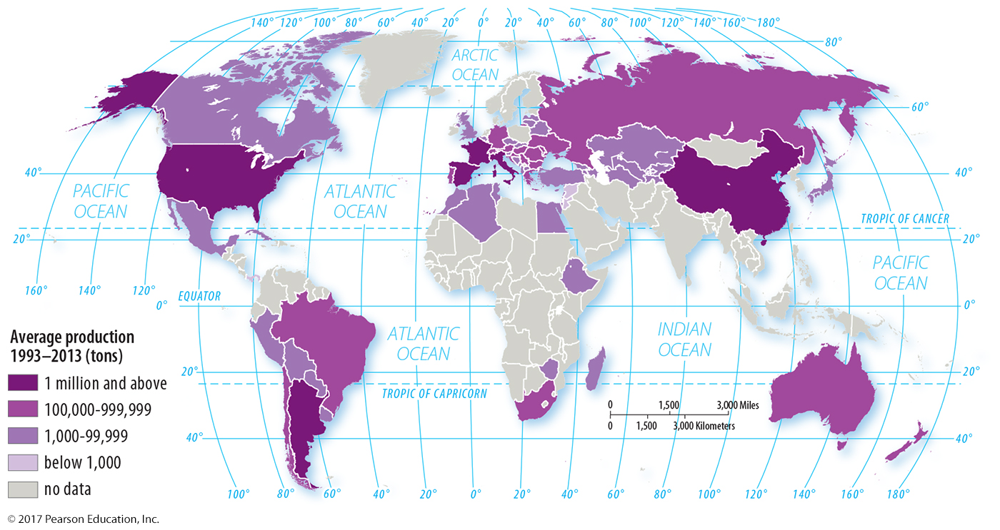 140° 120° 100° 80° 60° 40° 20° 0° 20° 40° 60° 80° 100° 120° 140° 160° 180°
80°
ARCTIC
OCEAN
60°
40°
40°
PACIFIC
OCEAN
ATLANTIC
OCEAN
TROPIC OF CANCER
20°
20°
PACIFIC
OCEAN
160° 140° 120°
EQUATOR
0°
0°
ATLANTIC
OCEAN
INDIAN
OCEAN
Average production
1993–2013 (tons)
1 million and above
100,000-999,999
1,000-99,999
below 1,000
no data
20°
20°
TROPIC OF CAPRICORN
0 1,500 3,000 Miles
0 1,500 3,000 Kilometers
40°
40°
100° 80° 60° 40° 20° 0° 20° 40° 60° 80° 100° 120° 140° 160° 180°
© 2017 Pearson Education, Inc.